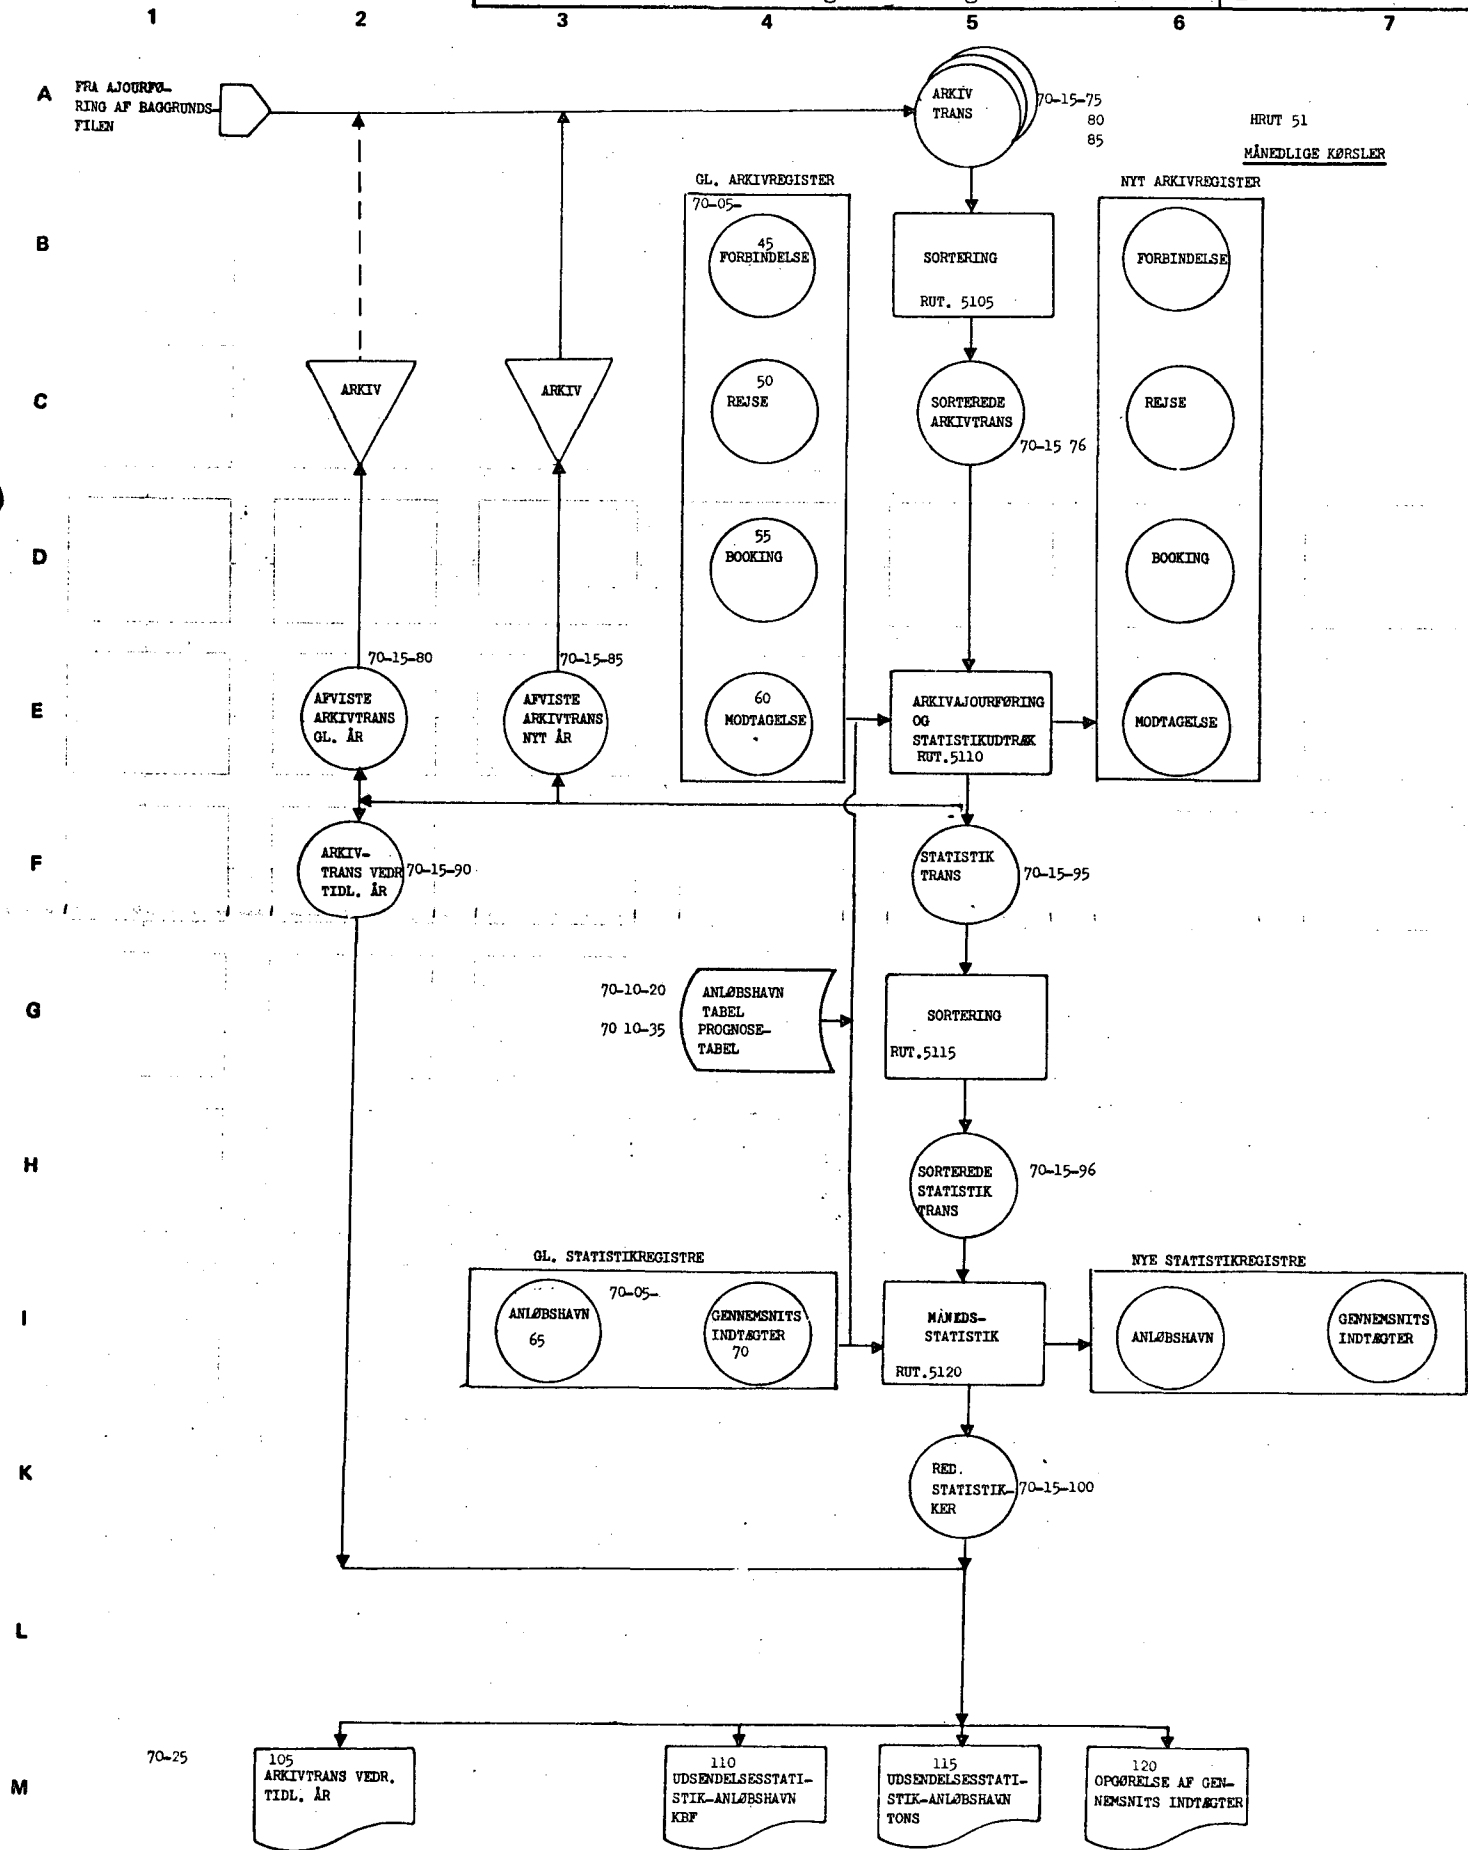 1 2 3 4 5 6 7
A
FRA AJOURFØ-
RING AF BAGGRUNDS-
FILEN
ARKIV
TRANS
70-15-75
80
85
HRUT 51
MÅNEDLIGE KØRSLER
GL. ARKIVREGISTER
NYT ARKIVREGISTER
70-05-
B
45
FORBINDELSE
SORTERING
RUT. 5105
FORBINDELSE
C
ARKIV
ARKIV
50
REJSE
SORTEREDE
ARKIVTRANS
70-15 76
REJSE
D
55
BOOKING
BOOKING
E
70-15-80
AFVISTE
ARKIVTRANS
GL. ÅR
70-15-85
AFVISTE
ARKIVTRANS
NYT ÅR
60
MODTAGELSE
ARKIVAJOURFØRING
OG
STATISTIKUDTRÆK
RUT.5110
MODTAGELSE
F
ARKIV-
TRANS VEDR
TIDL. ÅR
70-15-90
STATISTIK
TRANS
70-15-95
G
70-10-20
70 10-35
ANLØBSHAVN
TABEL
PROGNOSE-
TABEL
SORTERING
RUT.5115
H
SORTEREDE
STATISTIK
TRANS
70-15-96
GL. STATISTIKREGISTRE
NYE STATISTIKREGISTRE
I
ANLØBSHAVN
65
70-05-
GENNEMSNITS
INDTÆGTER
70
MÅNEDS-
STATISTIK
RUT.5120
ANLØBSHAVN
GENNEMSNITS
INDTÆGTER
K
RED.
STATISTIK-
KER
70-15-100
L
M
70-25
105
ARKIVTRANS VEDR.
TIDL. ÅR
110
UDSENDELSESSTATI-
STIK-ANLØBSHAVN
KBF
115
UDSENDELSESSTATI-
STIK-ANLØBSHAVN
TONS
120
OPGØRELSE AF GEN-
NEMSNITS INDTÆGTER